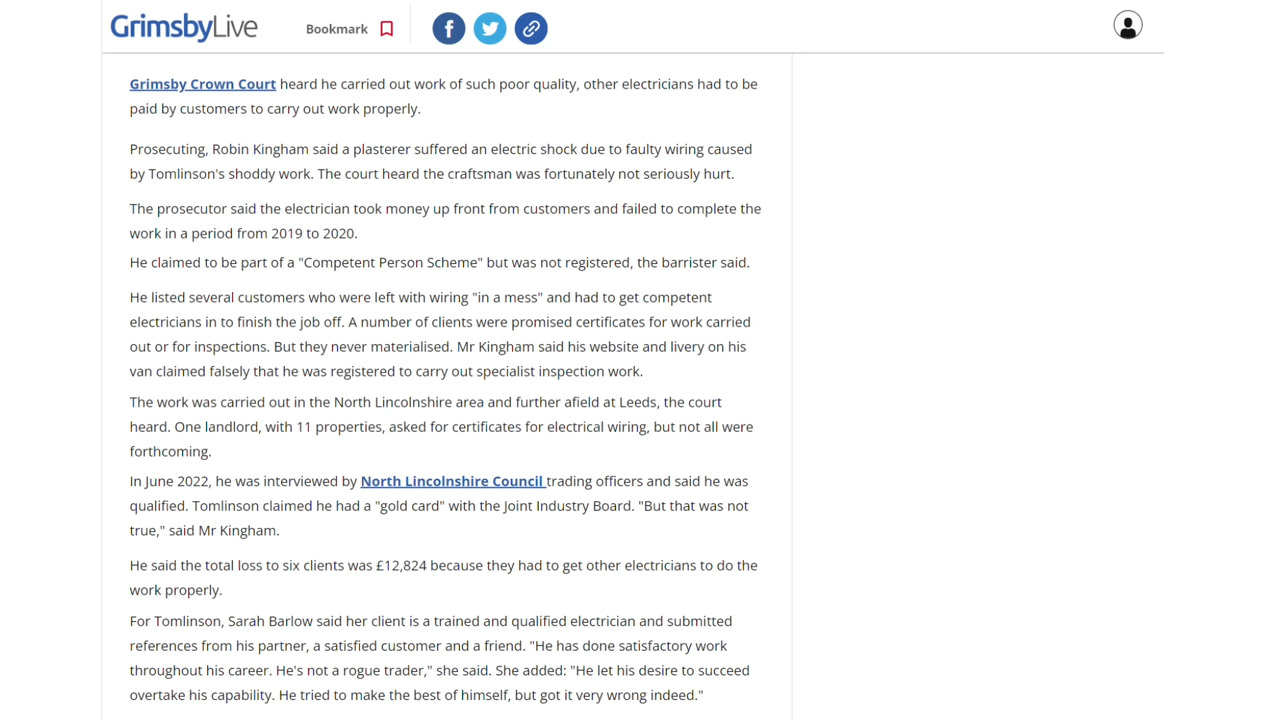 GrimsbyLive
Bookmark
Grimsby Crown Court heard he carried out work of such poor quality, other electricians had to be
paid by customers to carry out work properly.
Prosecuting, Robin Kingham said a plasterer suffered an electric shock due to faulty wiring caused
by Tomlinson's shoddy work. The court heard the craftsman was fortunately not seriously hurt.
The prosecutor said the electrician took money up front from customers and failed to complete the
work in a period from 2019 to 2020.
He claimed to be part of a "Competent Person Scheme" but was not registered, the barrister said.
He listed several customers who were left with wiring "in a mess" and had to get competent
electricians in to finish the job off. A number of clients were promised certificates for work carried
out or for inspections. But they never materialised. Mr Kingham said his website and livery on his
van claimed falsely that he was registered to carry out specialist inspection work.
The work was carried out in the North Lincolnshire area and further afield at Leeds, the court
heard. One landlord, with 11 properties, asked for certificates for electrical wiring, but not all were
forthcoming.
In June 2022, he was interviewed by North Lincolnshire Council trading officers and said he was
qualified. Tomlinson claimed he had a "gold card" with the Joint Industry Board. "But that was not
true," said Mr Kingham.
He said the total loss to six clients was £12,824 because they had to get other electricians to do the
work properly.
For Tomlinson, Sarah Barlow said her client is a trained and qualified electrician and submitted
references from his partner, a satisfied customer and a friend. "He has done satisfactory work
throughout his career. He's not a rogue trader," she said. She added: "He let his desire to succeed
overtake his capability. He tried to make the best of himself, but got it very wrong indeed."